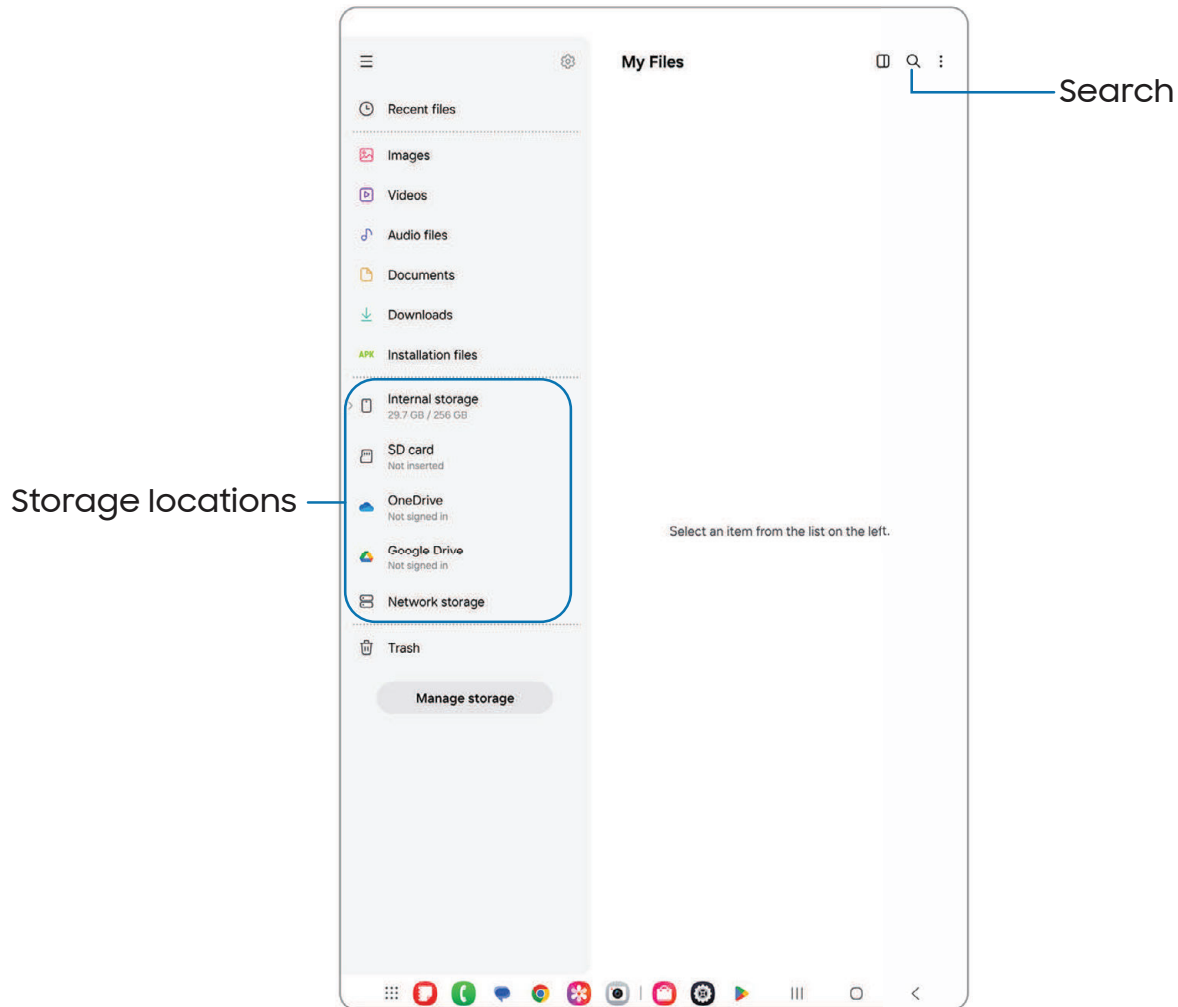 My Files
Search
Recent files
Images
Videos
Audio files
Documents
Downloads
APK Installation files
Internal storage
29.7 GB / 256 GB
SD card
Not inserted
Storage locations
OneDrive
Not signed in
Select an item from the list on the left.
Google Drive
Not signed in
Network storage
Trash
Manage storage